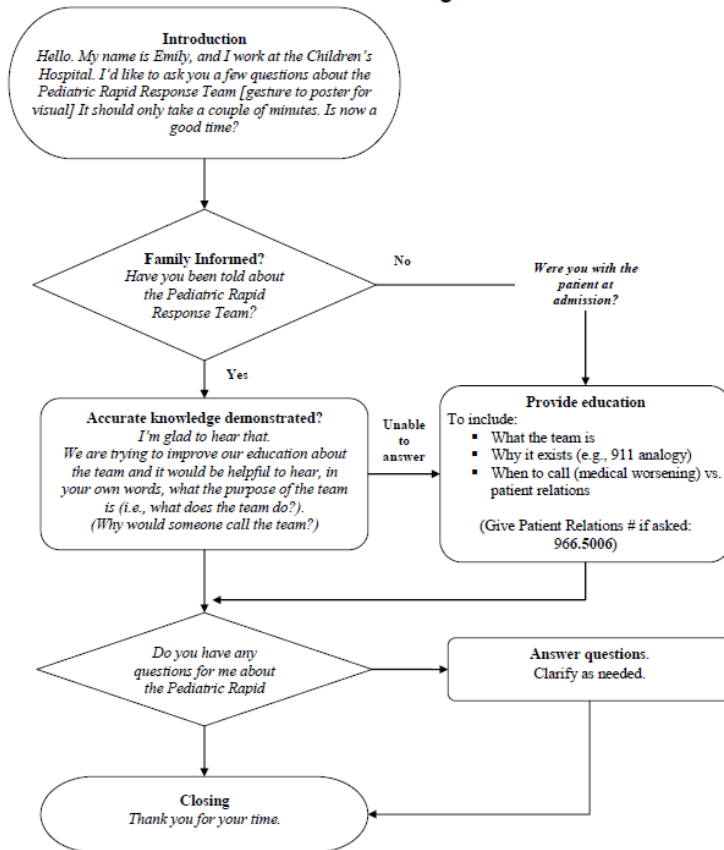 Introduction
Hello. My name is Emily, and I work at the Children's
Hospital. I'd like to ask you a few questions about the
Pediatric Rapid Response Team [gesture to poster for
visual] It should only take a couple of minutes. Is now a
good time?
Family Informed?
Have you been told about
the Pediatric Rapid
Response Team?
No
Were you with the
patient at
admission?
Yes
Accurate knowledge demonstrated?
I'm glad to hear that.
We are trying to improve our education about
the team and it would be helpful to hear, in
your own words, what the purpose of the team
is (i.e., what does the team do?).
(Why would someone call the team?)
Unable
to
answer
Provide education
To include:
▪ What the team is
▪ Why it exists (e.g., 911 analogy)
▪ When to call (medical worsening) vs.
patient relations
(Give Patient Relations # if asked:
966.5006)
Do you have any
questions for me about
the Pediatric Rapid
Answer questions.
Clarify as needed.
Closing
Thank you for your time.